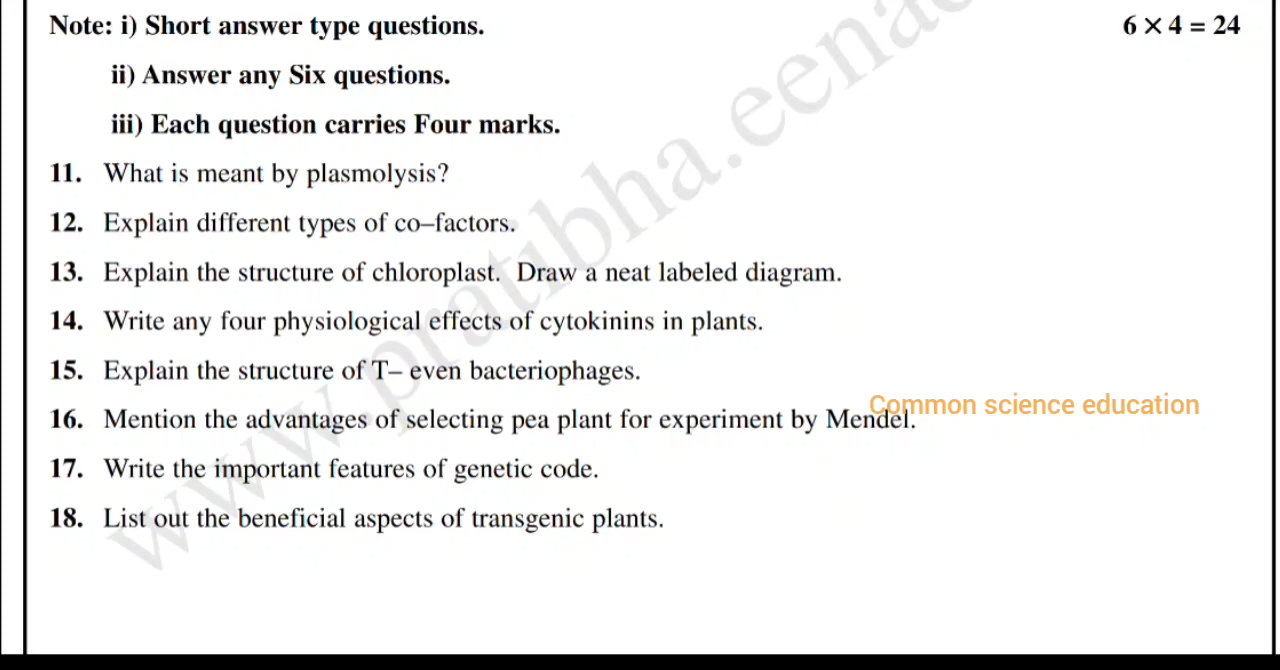 Note: i) Short answer type questions. 6 × 4 = 24
ii) Answer any Six questions.
iii) Each question carries Four marks.
11. What is meant by plasmolysis?
12. Explain different types of co–factors.
13. Explain the structure of chloroplast. Draw a neat labeled diagram.
14. Write any four physiological effects of cytokinins in plants.
15. Explain the structure of T– even bacteriophages.
16. Mention the advantages of selecting pea plant for experiment by Mendel.
Common science education
17. Write the important features of genetic code.
18. List out the beneficial aspects of transgenic plants.
www.pratibha.eena